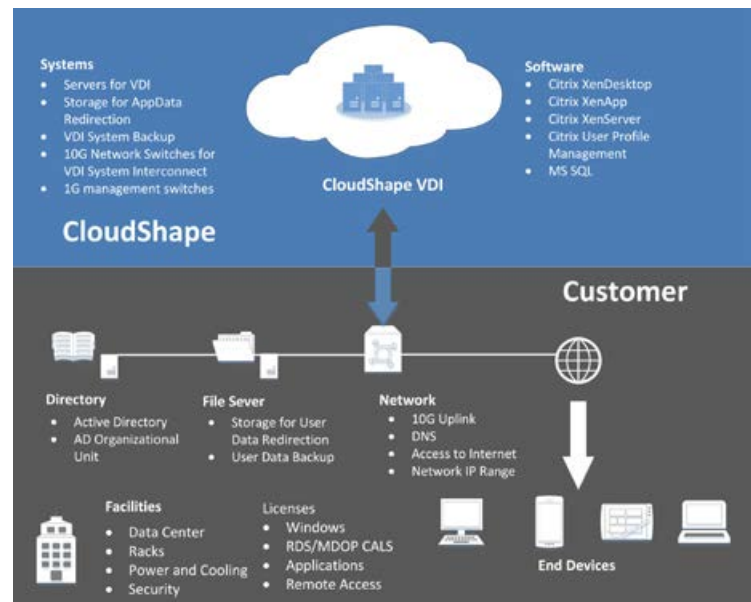 Systems
• Servers for VDI
• Storage for AppData
Redirection
• VDI System Backup
• 10G Network Switches for
VDI System Interconnect
• 1G management switches
CloudShape
CloudShape VDI
Software
• Citrix XenDesktop
• Citrix XenApp
• Citrix XenServer
• Citrix User Profile
Management
• MS SQL
Customer
Directory
• Active Directory
• AD Organizational
Unit
File Sever
• Storage for User
Data Redirection
• User Data Backup
Network
• 10G Uplink
• DNS
• Access to Internet
• Network IP Range
Facilities
• Data Center
• Racks
• Power and Cooling
• Security
Licenses
• Windows
• RDS/MDOP CALS
• Applications
• Remote Access
End Devices